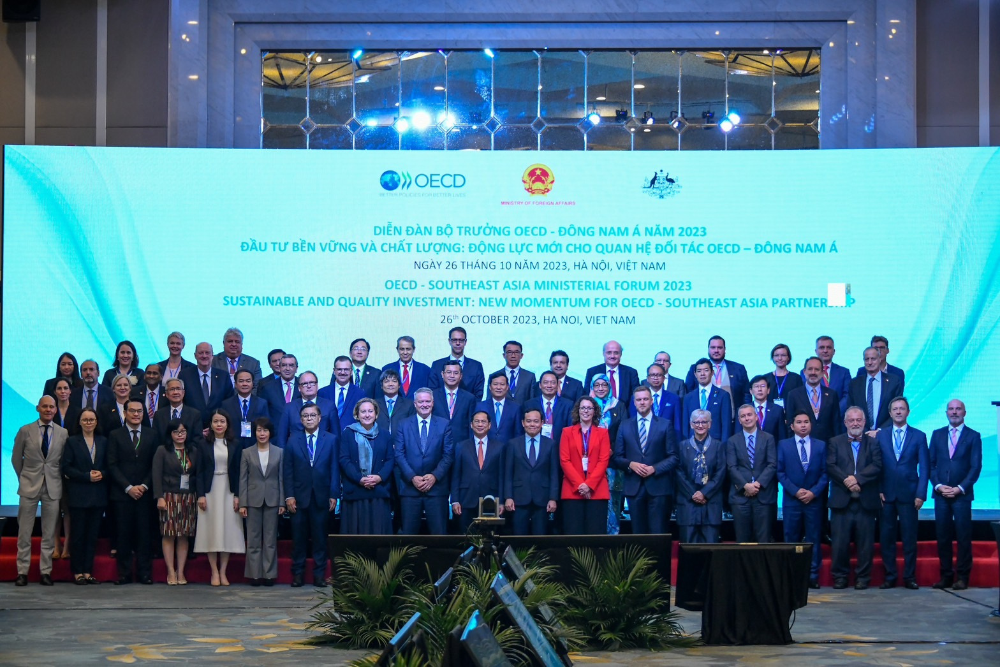 OECD
BETTER POLICIES FOR BETTER LIVES
MINISTRY OF FOREIGN AFFAIRS
DIỄN ĐÀN BỘ TRƯỞNG OECD - ĐÔNG NAM Á NĂM 2023
ĐẦU TƯ BỀN VỮNG VÀ CHẤT LƯỢNG: ĐỘNG LỰC MỚI CHO QUAN HỆ ĐỐI TÁC OECD – ĐÔNG NAM Á
NGÀY 26 THÁNG 10 NĂM 2023, HÀ NỘI, VIỆT NAM
OECD - SOUTHEAST ASIA MINISTERIAL FORUM 2023
SUSTAINABLE AND QUALITY INVESTMENT: NEW MOMENTUM FOR OECD - SOUTHEAST ASIA
26th OCTOBER 2023, HA NOI, VIET NAM